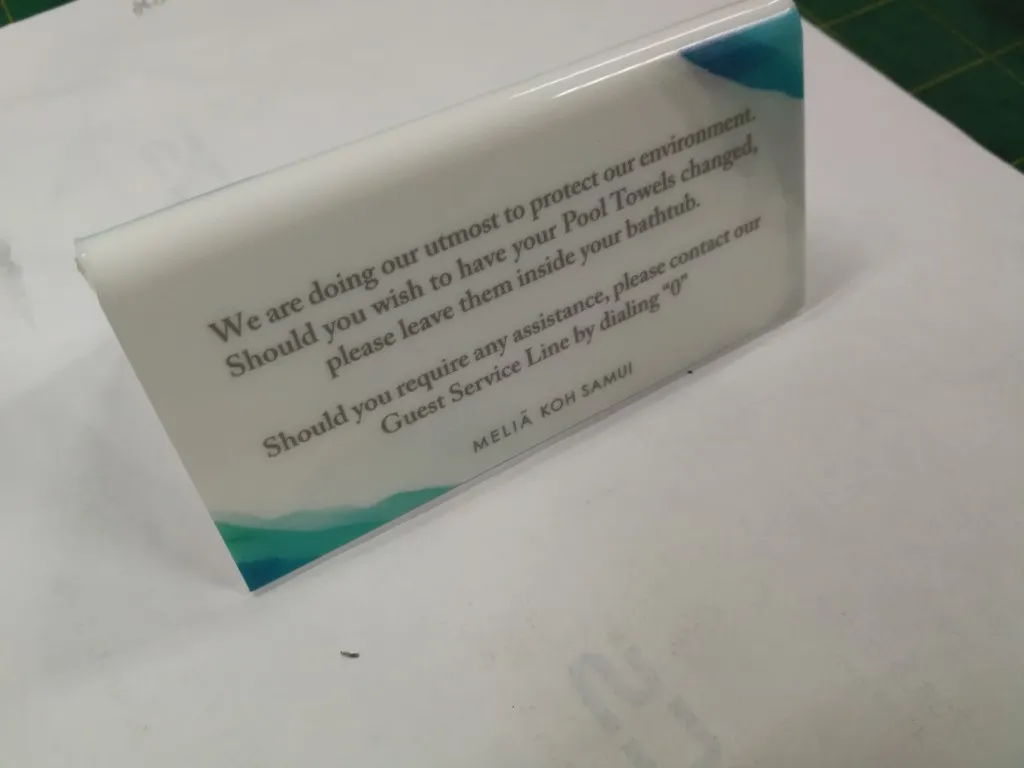 We are doing our utmost to protect our environment.
Should you wish to have your Pool Towels changed,
please leave them inside your bathtub.
Should you require any assistance, please contact our
Guest Service Line by dialing “0”
MELIÃ KOH SAMUI